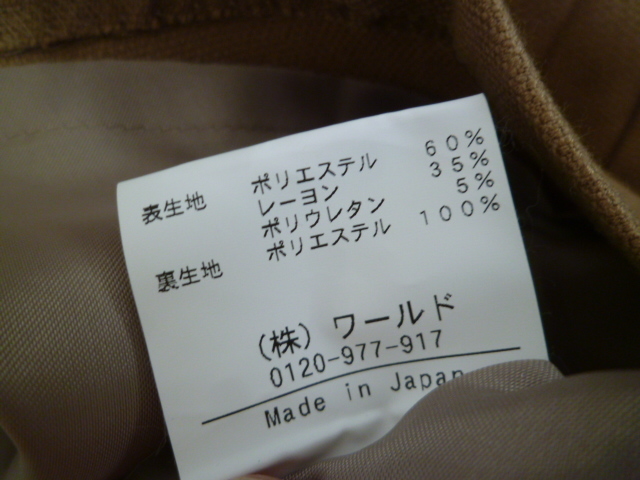 表生地 ポリエステル 60%
レーヨン 35%
ポリウレタン 5%
裏生地 ポリエステル 100%
(株) ワールド
0120-977-917
Made in Japan